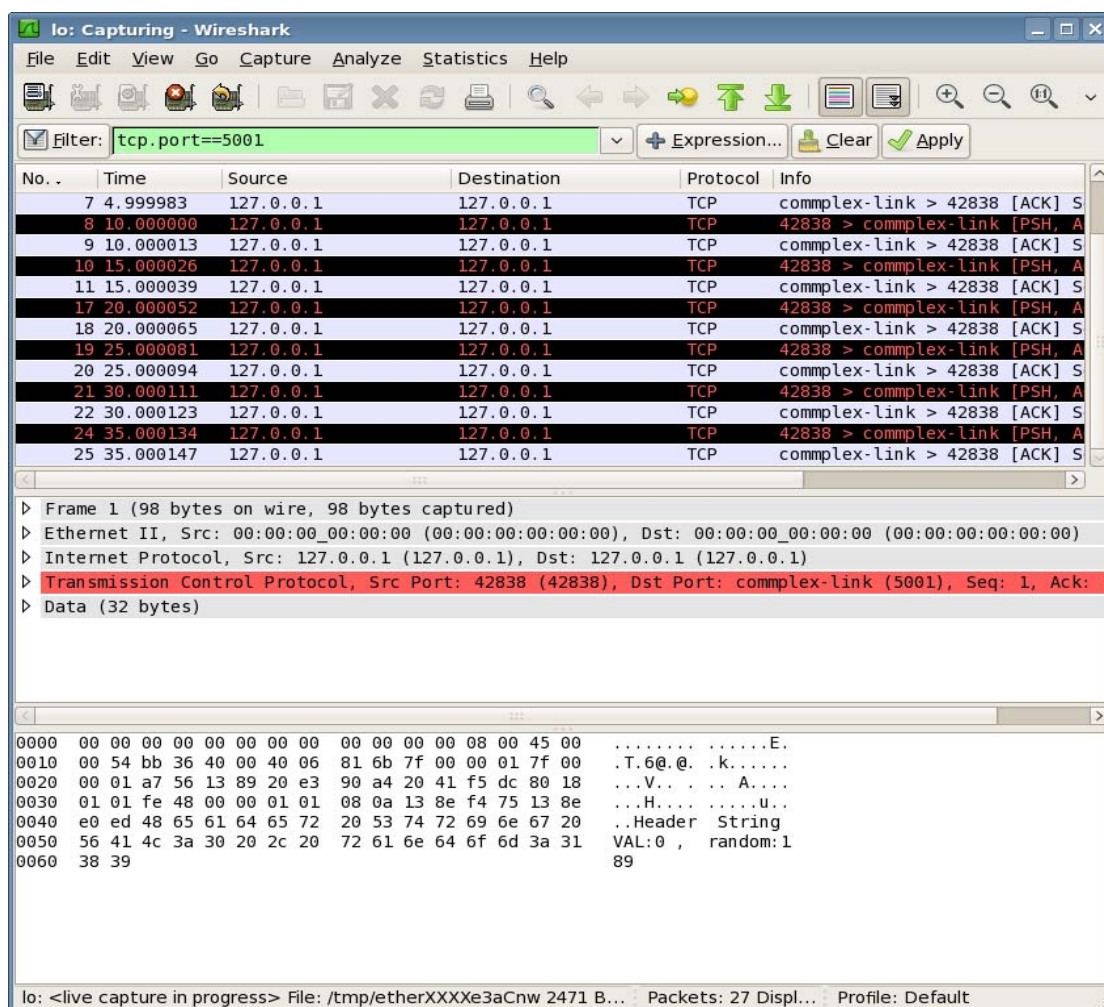 lo: Capturing - Wireshark
File Edit View Go Capture Analyze Statistics Help
Filter: tcp.port==5001 Expression... Clear Apply
No. . Time Source Destination Protocol Info
7 4.999983 127.0.0.1 127.0.0.1 TCP commplex-link > 42838 [ACK] S
8 10.000000 127.0.0.1 127.0.0.1 TCP 42838 > commplex-link [PSH, A
9 10.000013 127.0.0.1 127.0.0.1 TCP commplex-link > 42838 [ACK] S
10 15.000026 127.0.0.1 127.0.0.1 TCP 42838 > commplex-link [PSH, A
11 15.000039 127.0.0.1 127.0.0.1 TCP commplex-link > 42838 [ACK] S
17 20.000052 127.0.0.1 127.0.0.1 TCP 42838 > commplex-link [PSH, A
18 20.000065 127.0.0.1 127.0.0.1 TCP commplex-link > 42838 [ACK] S
19 25.000081 127.0.0.1 127.0.0.1 TCP 42838 > commplex-link [PSH, A
20 25.000094 127.0.0.1 127.0.0.1 TCP commplex-link > 42838 [ACK] S
21 30.000111 127.0.0.1 127.0.0.1 TCP 42838 > commplex-link [PSH, A
22 30.000123 127.0.0.1 127.0.0.1 TCP commplex-link > 42838 [ACK] S
24 35.000134 127.0.0.1 127.0.0.1 TCP 42838 > commplex-link [PSH, A
25 35.000147 127.0.0.1 127.0.0.1 TCP commplex-link > 42838 [ACK] S
Frame 1 (98 bytes on wire, 98 bytes captured)
Ethernet II, Src: 00:00:00_00:00:00 (00:00:00:00:00:00), Dst: 00:00:00_00:00:00 (00:00:00:00:00:00)
Internet Protocol, Src: 127.0.0.1 (127.0.0.1), Dst: 127.0.0.1 (127.0.0.1)
Transmission Control Protocol, Src Port: 42838 (42838), Dst Port: commplex-link (5001), Seq: 1, Ack:
Data (32 bytes)
0000 00 00 00 00 00 00 00 00 00 00 00 00 08 00 45 00 ........ ......E.
0010 00 54 bb 36 40 00 40 06 81 6b 7f 00 00 01 7f 00 .T.6@.@. .k......
0020 00 01 a7 56 13 89 20 e3 90 a4 20 41 f5 dc 80 18 ...V.. . .. A....
0030 01 01 fe 48 00 00 01 01 08 0a 13 8e f4 75 13 8e ...H.... .....u..
0040 e0 ed 48 65 61 64 65 72 20 53 74 72 69 6e 67 20 ..Header String
0050 56 41 4c 3a 30 20 2c 20 72 61 6e 64 6f 6d 3a 31 VAL:0 , random:1
0060 38 39 89
lo: <live capture in progress> File: /tmp/etherXXXXe3aCnw 2471 B... Packets: 27 Displ... Profile: Default